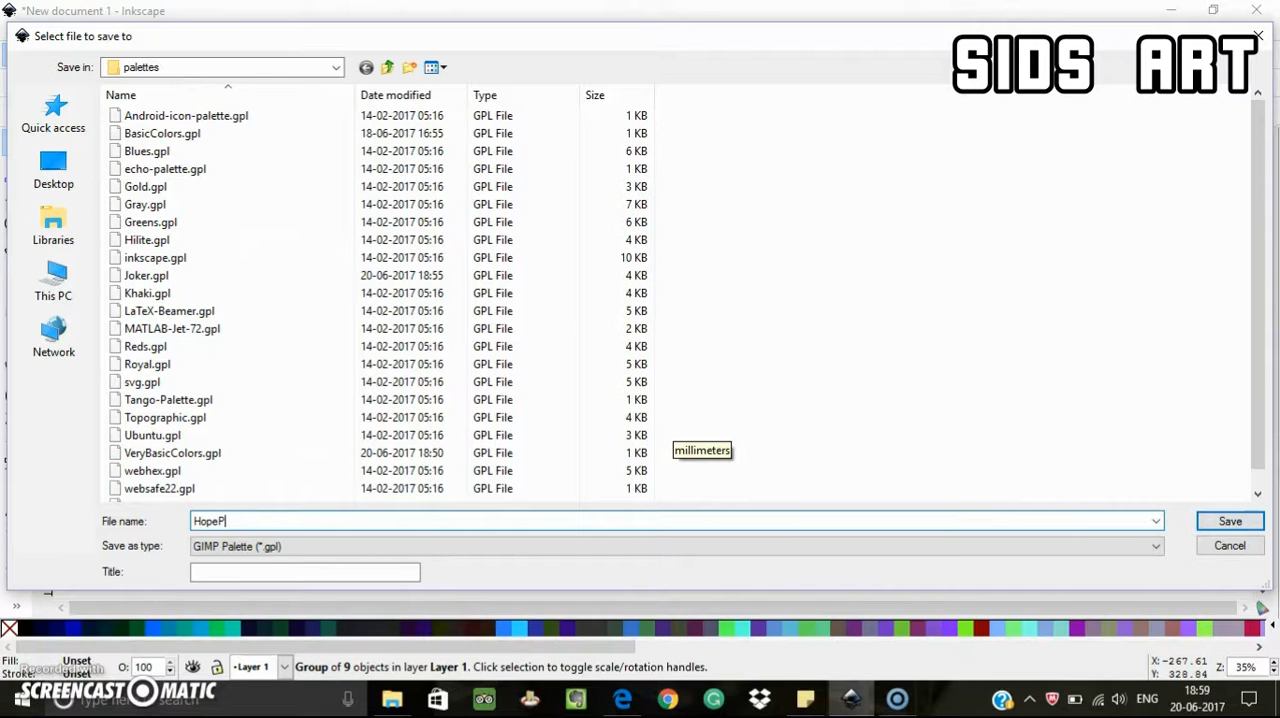 *New document 1 - Inkscape
Select file to save to
SIDS ART
Save in: palettes
Name Date modified Type Size
Quick access
Desktop
Libraries
This PC
Network
Android-icon-palette.gpl 14-02-2017 05:16 GPL File 1 KB
BasicColors.gpl 18-06-2017 16:55 GPL File 1 KB
Blues.gpl 14-02-2017 05:16 GPL File 6 KB
echo-palette.gpl 14-02-2017 05:16 GPL File 1 KB
Gold.gpl 14-02-2017 05:16 GPL File 3 KB
Gray.gpl 14-02-2017 05:16 GPL File 7 KB
Greens.gpl 14-02-2017 05:16 GPL File 6 KB
Hilite.gpl 14-02-2017 05:16 GPL File 4 KB
inkscape.gpl 14-02-2017 05:16 GPL File 10 KB
Joker.gpl 20-06-2017 18:55 GPL File 4 KB
Khaki.gpl 14-02-2017 05:16 GPL File 4 KB
LaTeX-Beamer.gpl 14-02-2017 05:16 GPL File 5 KB
MATLAB-Jet-72.gpl 14-02-2017 05:16 GPL File 2 KB
Reds.gpl 14-02-2017 05:16 GPL File 4 KB
Royal.gpl 14-02-2017 05:16 GPL File 5 KB
svg.gpl 14-02-2017 05:16 GPL File 5 KB
Tango-Palette.gpl 14-02-2017 05:16 GPL File 1 KB
Topographic.gpl 14-02-2017 05:16 GPL File 4 KB
Ubuntu.gpl 14-02-2017 05:16 GPL File 3 KB
millimeters
VeryBasicColors.gpl 20-06-2017 18:50 GPL File 1 KB
webhex.gpl 14-02-2017 05:16 GPL File 5 KB
websafe22.gpl 14-02-2017 05:16 GPL File 1 KB
File name: HopeP Save
Save as type: GIMP Palette (*.gpl) Cancel
Title:
Fill: Unset O: 100 Layer 1 Group of 9 objects in layer Layer 1. Click selection to toggle scale/rotation handles. X:-267.61 Z: 35%
Stroke: Unset Y: 328.84
Recorded with
SCREENCAST MATIC
ENG 18:59
20-06-2017